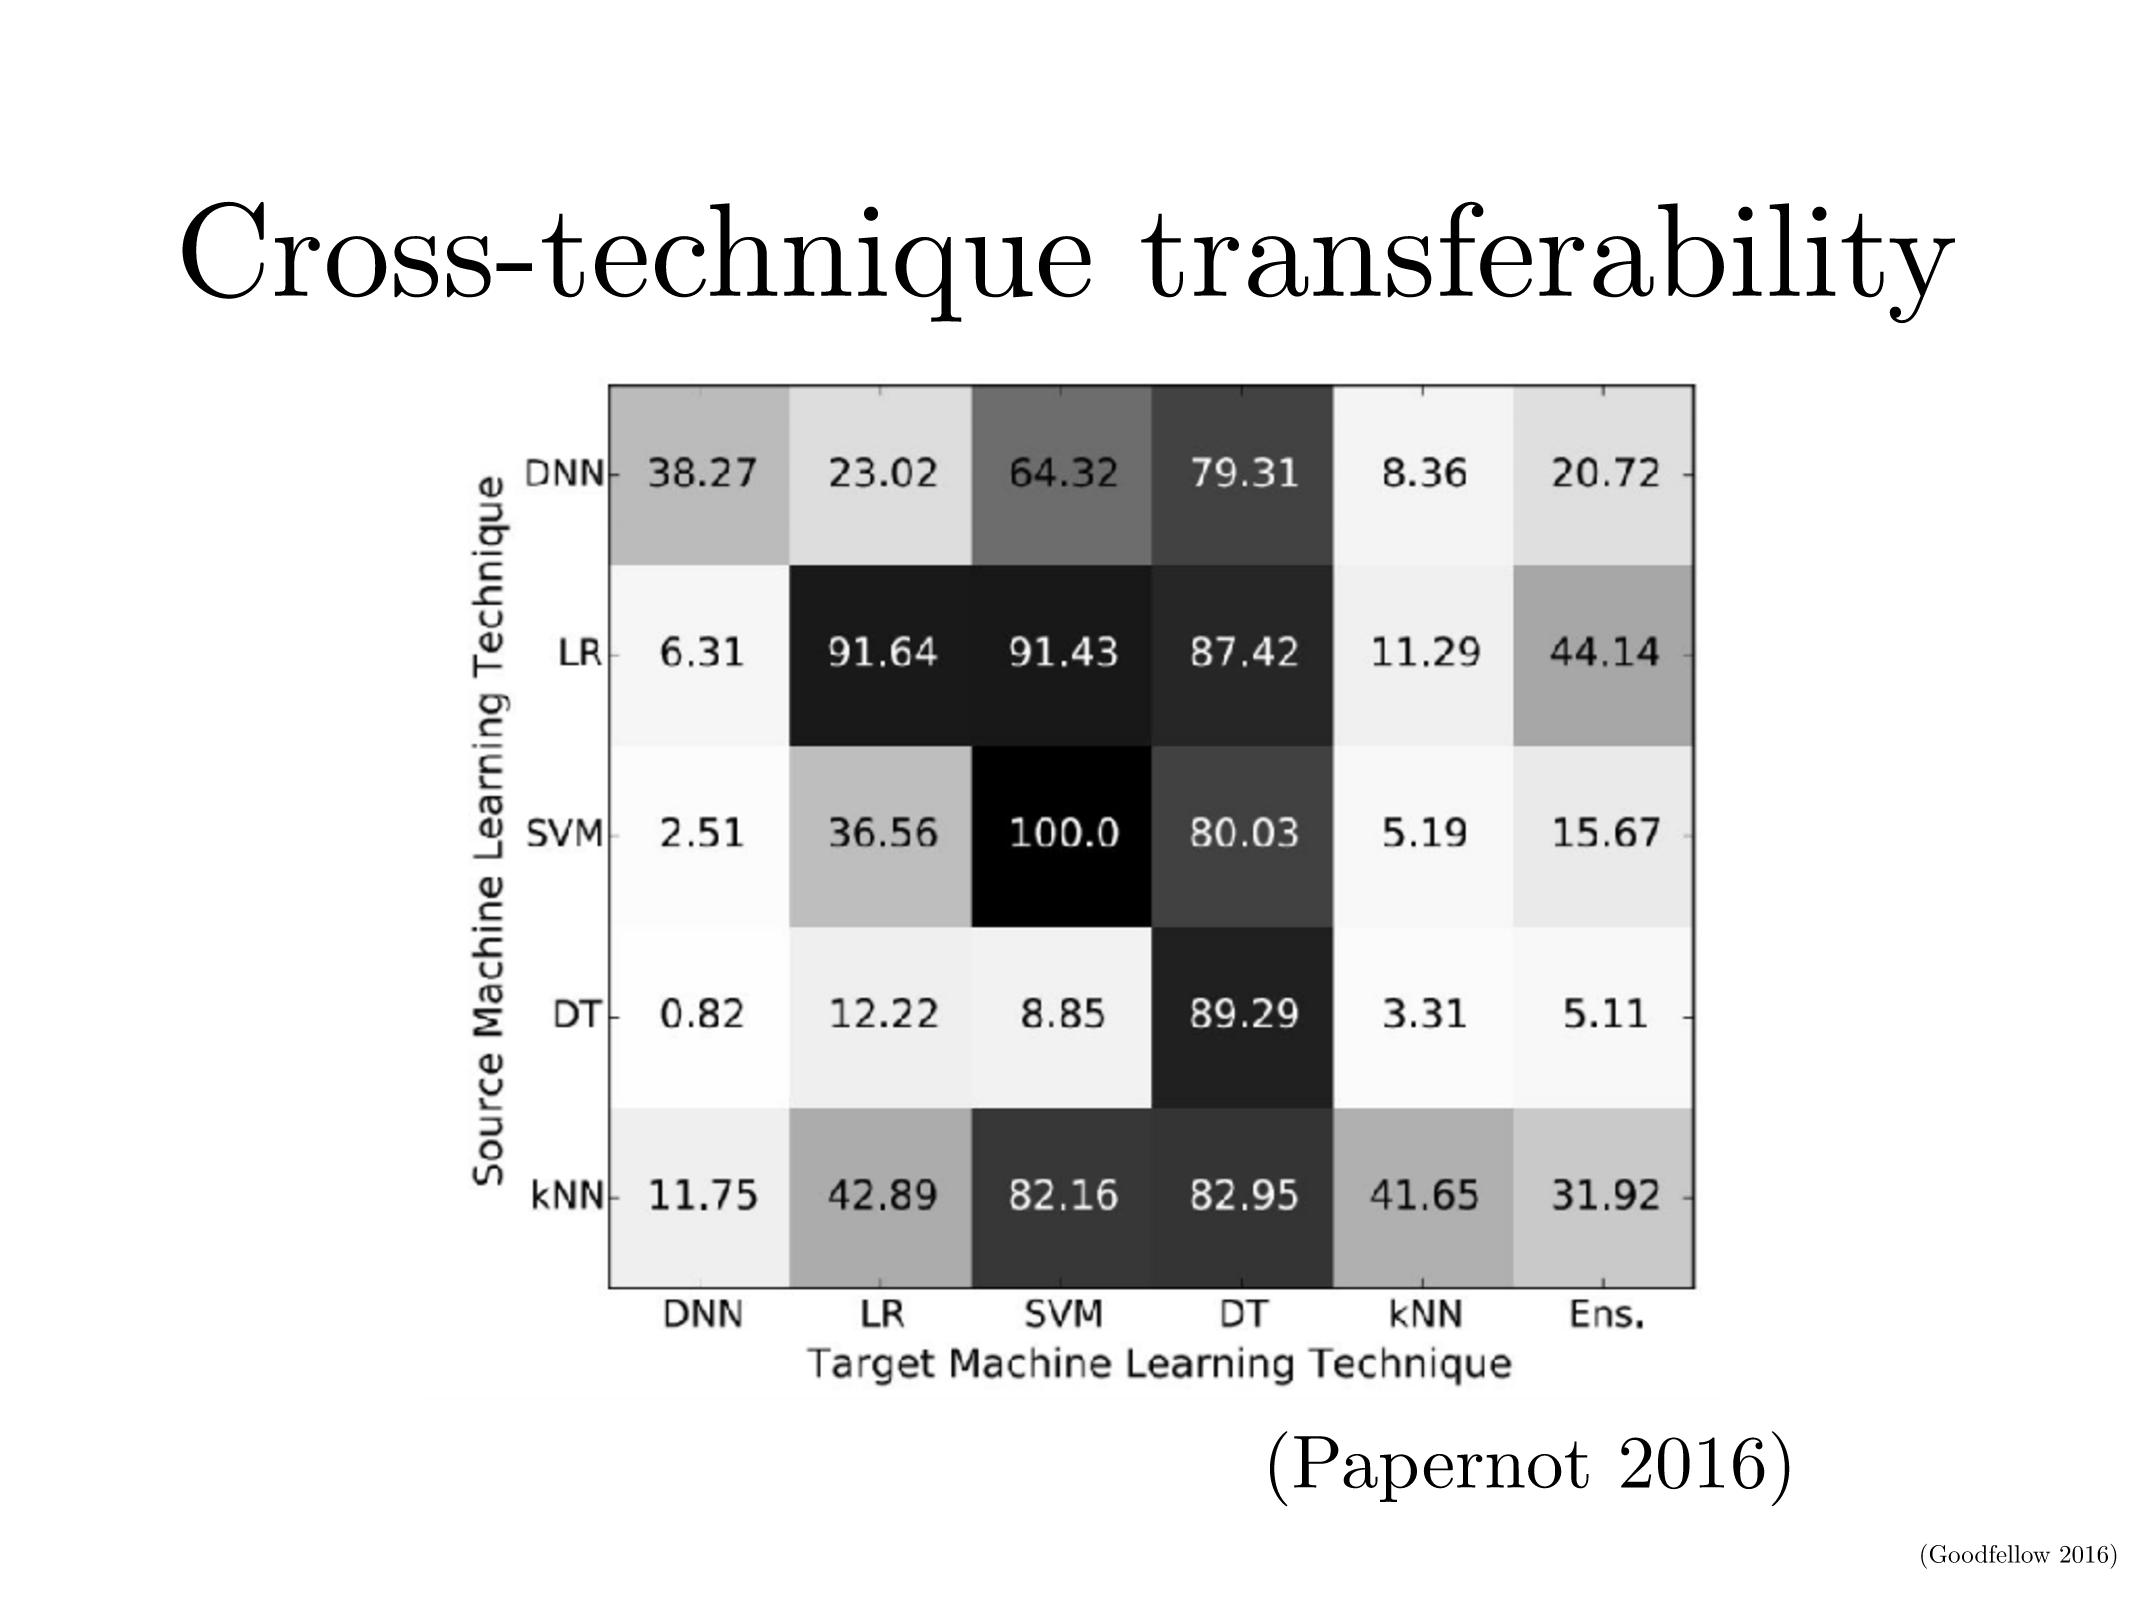 Cross-technique transferability
Source Machine Learning Technique
DNN 38.27 23.02 64.32 79.31 8.36 20.72
LR 6.31 91.64 91.43 87.42 11.29 44.14
SVM 2.51 36.56 100.0 80.03 5.19 15.67
DT 0.82 12.22 8.85 89.29 3.31 5.11
kNN 11.75 42.89 82.16 82.95 41.65 31.92
DNN LR SVM DT kNN Ens.
Target Machine Learning Technique
(Papernot 2016)
(Goodfellow 2016)